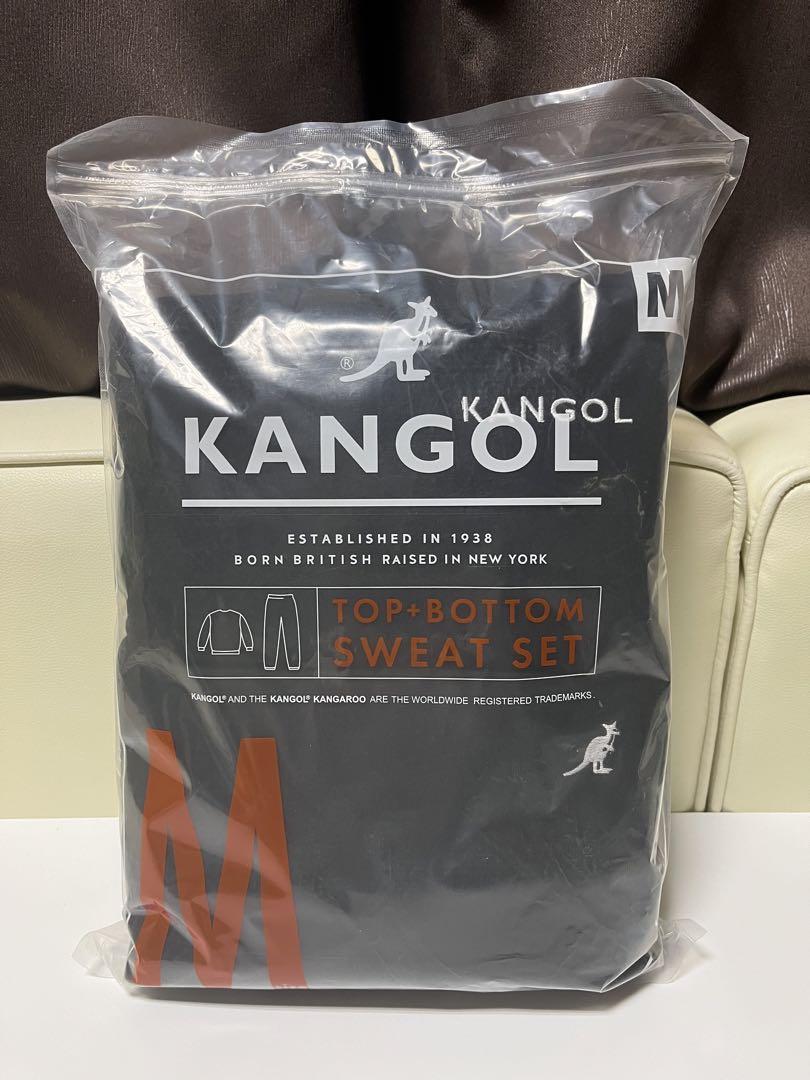 M
®
KANGOL
KANGOL
ESTABLISHED IN 1938
BORN BRITISH RAISED IN NEW YORK
TOP+BOTTOM
SWEAT SET
KANGOL® AND THE KANGOL® KANGAROO ARE THE WORLDWIDE REGISTERED TRADEMARKS.
M